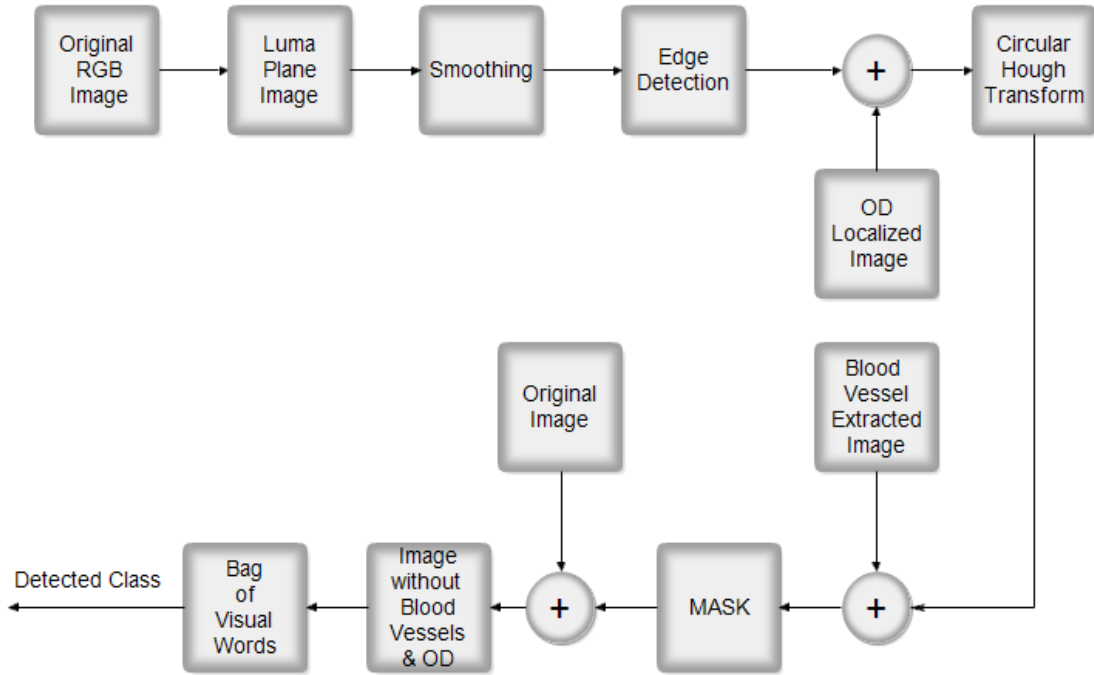 Original
RGB
Image
Luma
Plane
Image
Smoothing
Edge
Detection
+
Circular
Hough
Transform
OD
Localized
Image
Original
Image
Blood
Vessel
Extracted
Image
Detected Class
Bag
of
Visual
Words
Image
without
Blood
Vessels
& OD
+
MASK
+